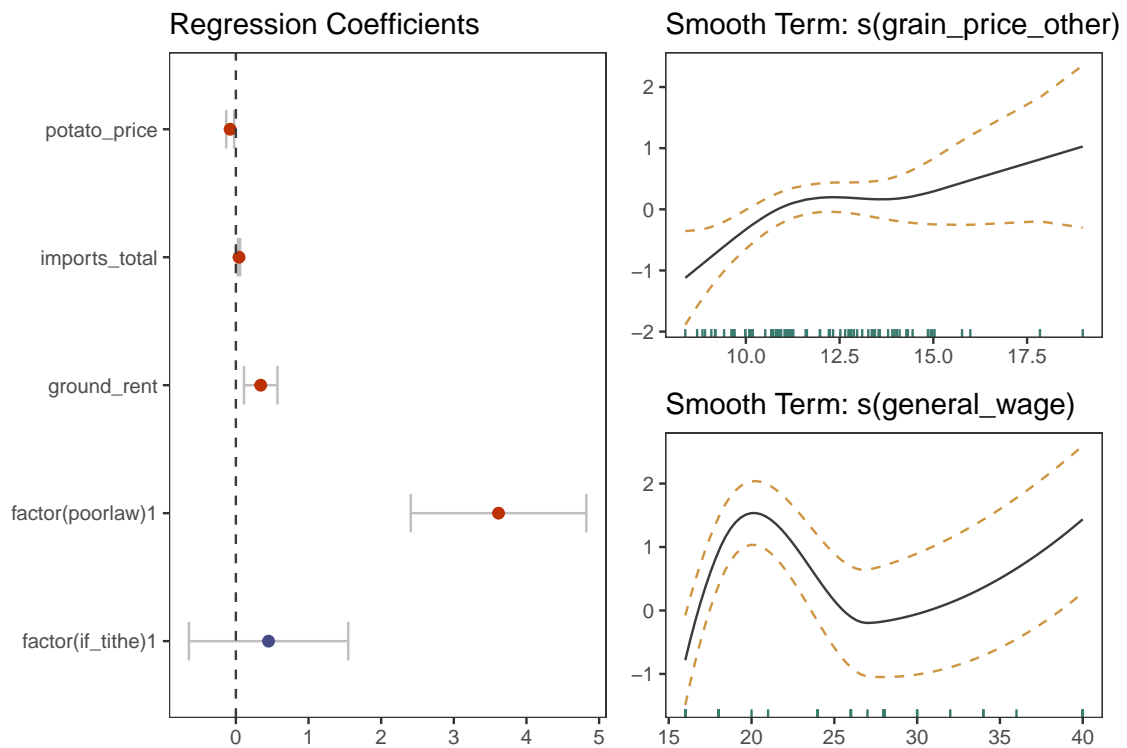 Regression Coefficients
potato_price
imports_total
ground_rent
factor(poorlaw)1
factor(if_tithe)1
0 1 2 3 4 5
Smooth Term: s(grain_price_other)
2
1
0
−1
−2
10.0 12.5 15.0 17.5
Smooth Term: s(general_wage)
2
1
0
−1
15 20 25 30 35 40